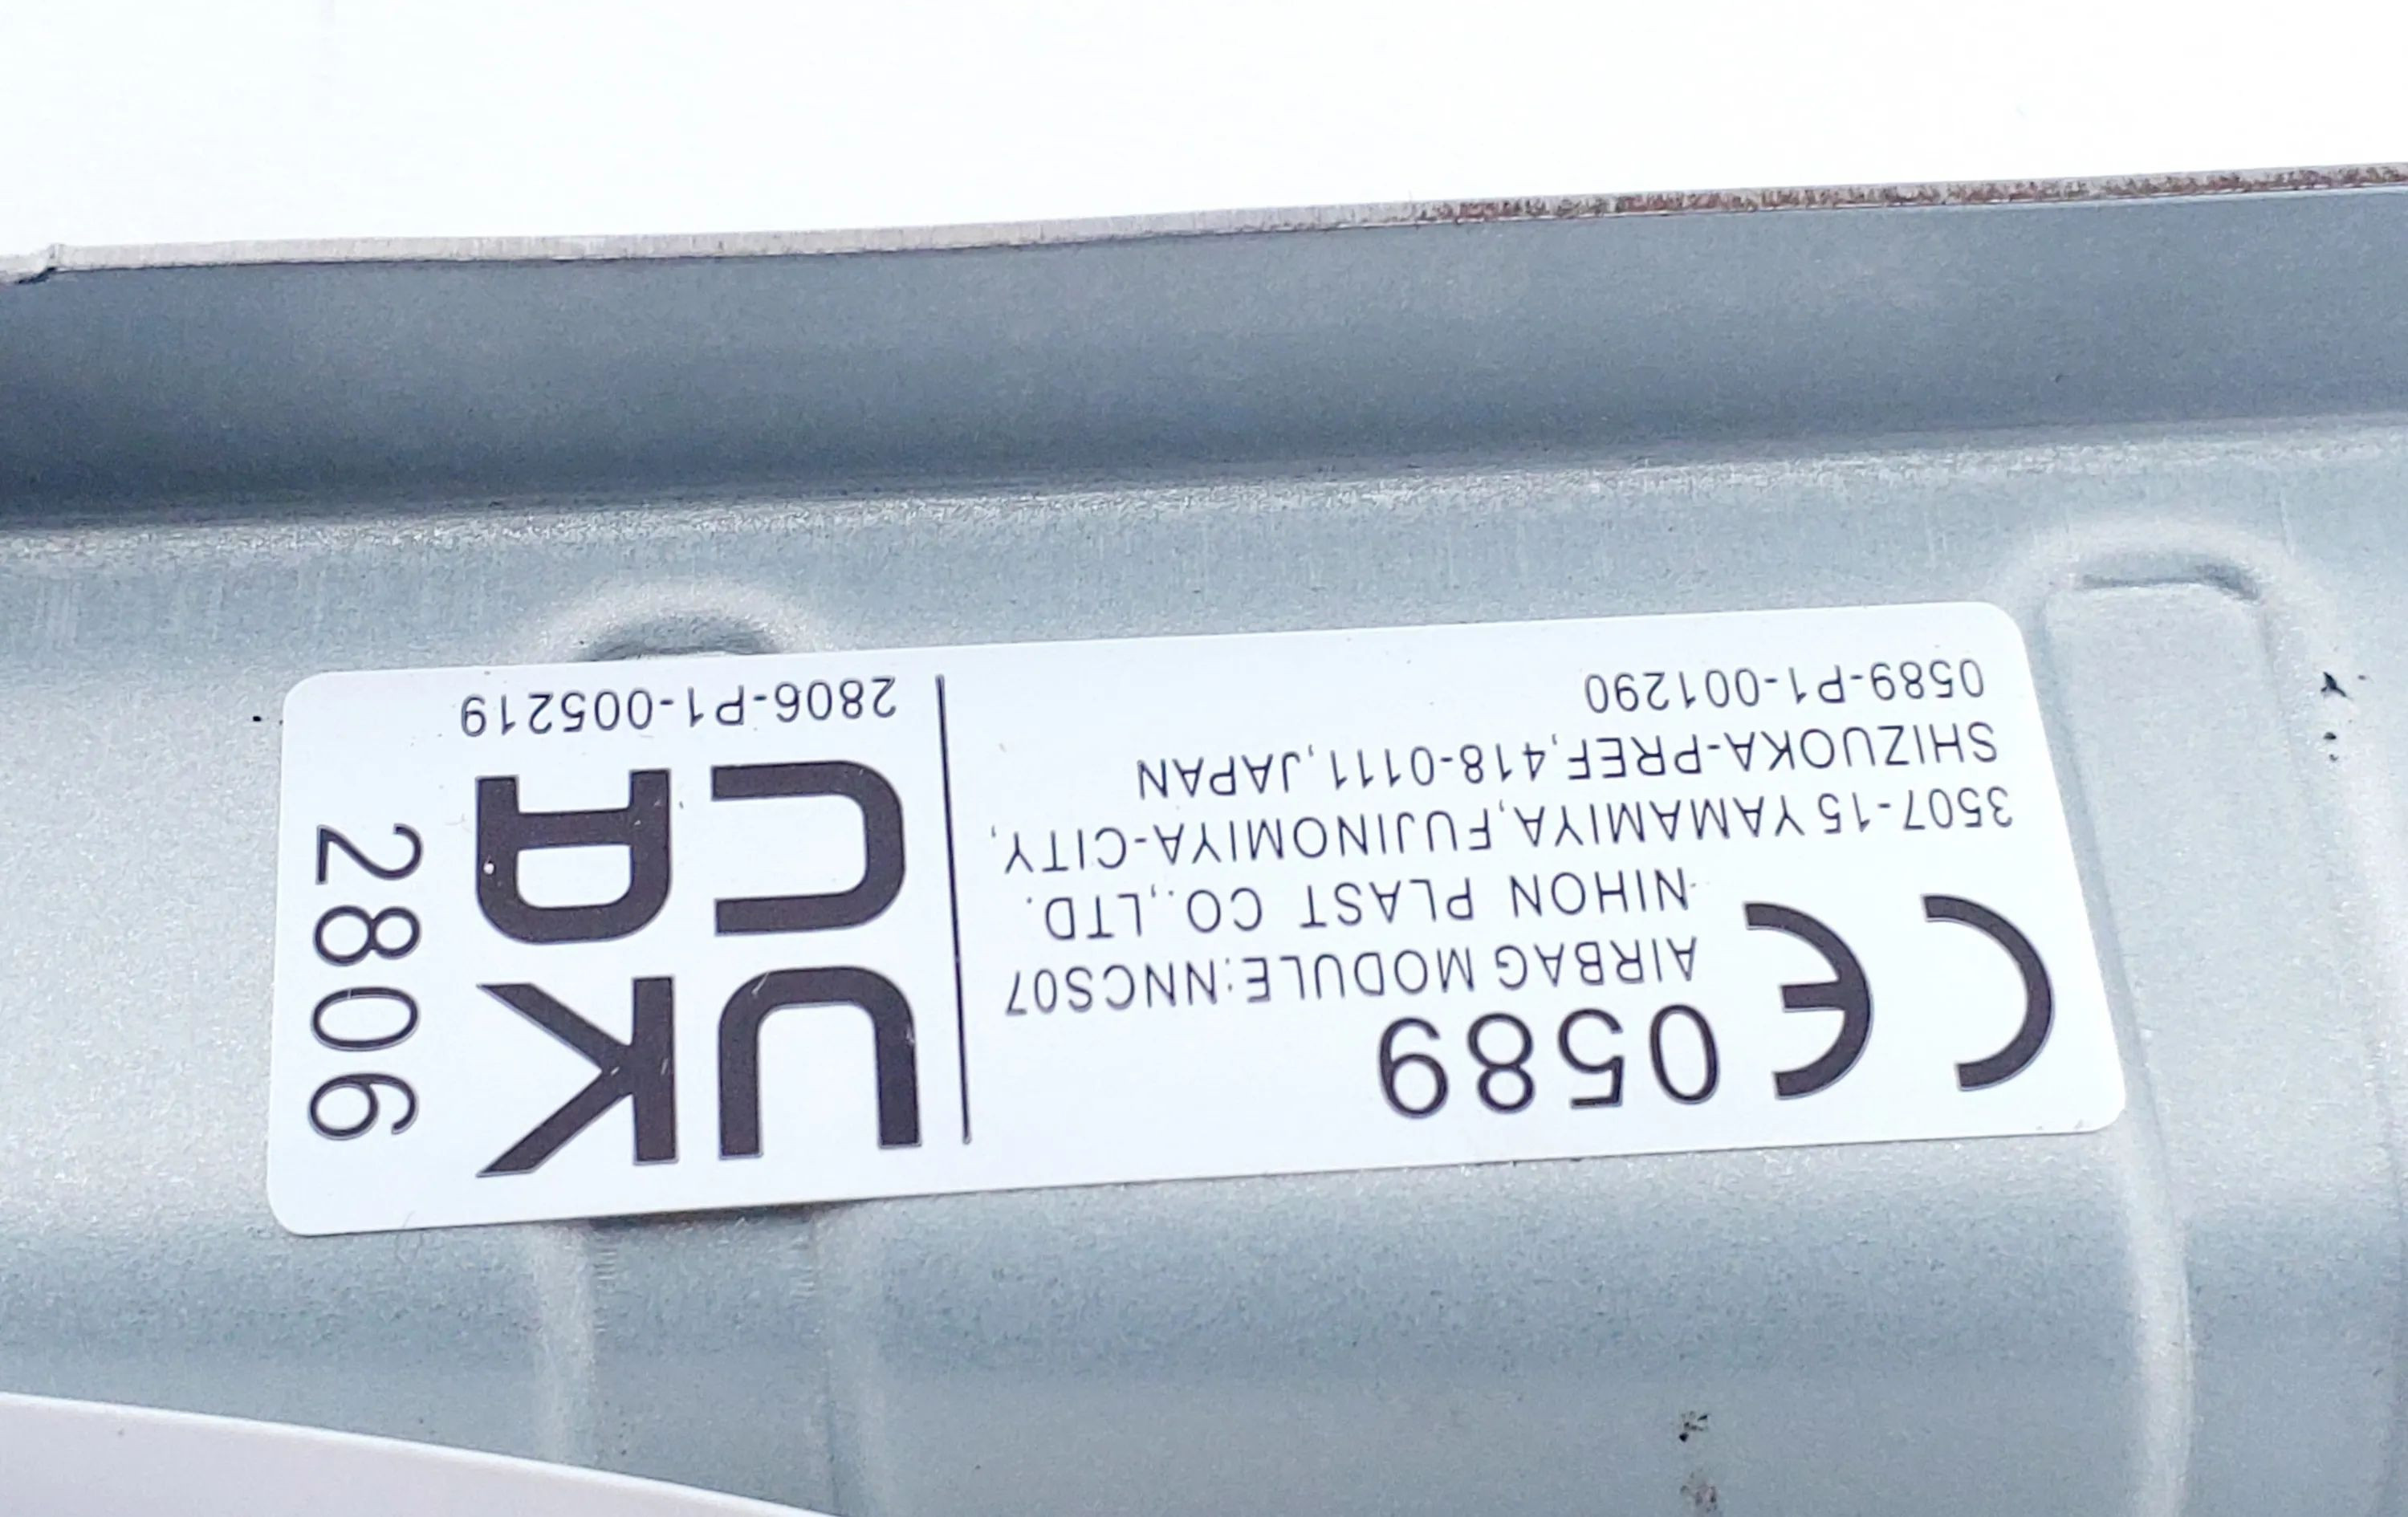 CE 0589
AIRBAG MODULE:NNCS07
NIHON PLAST CO.,LTD.
3507-15 YAMAMIYA,FUJINOMIYA-CITY,
SHIZUOKA-PREF,418-0111,JAPAN
0589-P1-001290
UK
CA
2806
2806-P1-005219